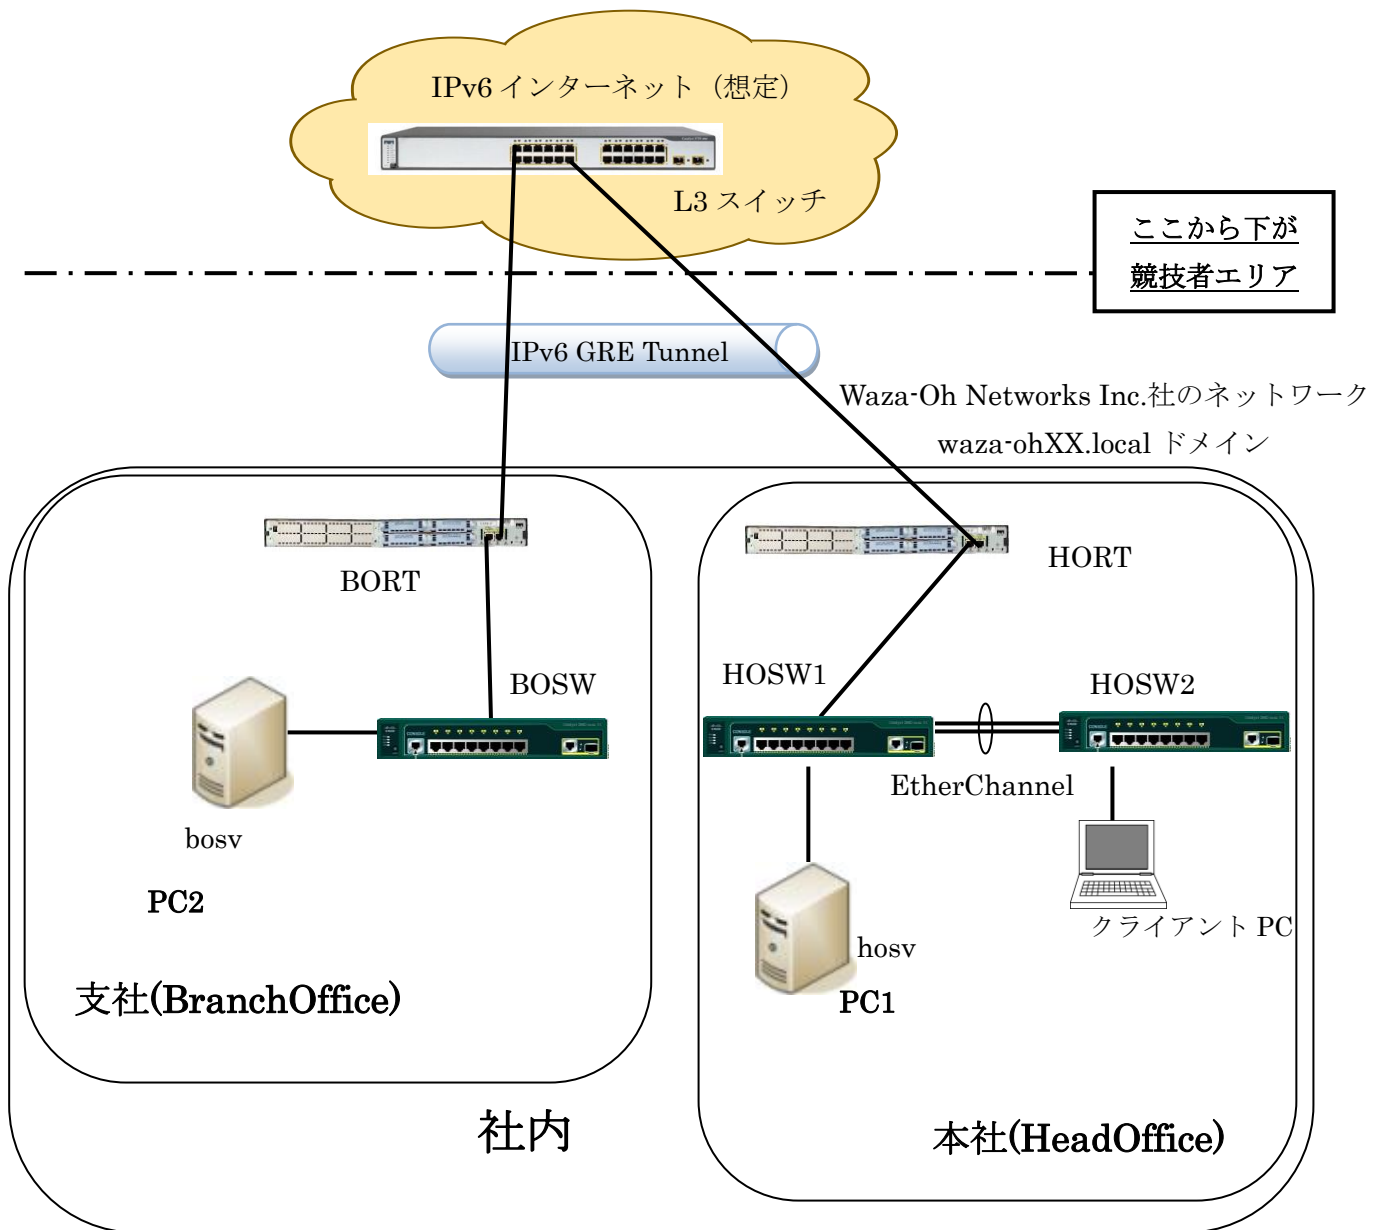 IPv6 インターネット（想定）
L3 スイッチ
ここから下が
競技者エリア
IPv6 GRE Tunnel
Waza-Oh Networks Inc.社のネットワーク
waza-ohXX.local ドメイン
BORT
HORT
BOSW
HOSW1
HOSW2
EtherChannel
bosv
PC2
クライアント PC
hosv
PC1
支社(BranchOffice)
社内
本社(HeadOffice)